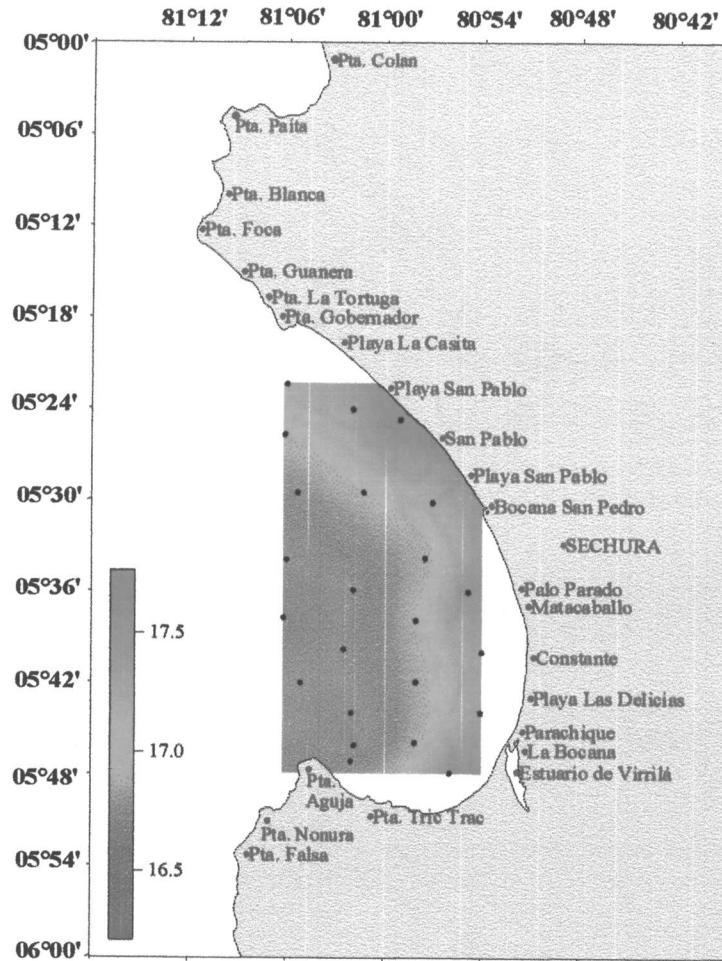 81°12' 81°06' 81°00' 80°54' 80°48' 80°42'
05°00'
Pta. Colan
05°06'
Pta. Paita
Pta. Blanca
05°12'
Pta. Foca
Pta. Guanera
Pta. La Tortuga
05°18'
Pta. Gobernador
Playa La Casita
Playa San Pablo
05°24'
San Pablo
Playa San Pablo
05°30'
Bocana San Pedro
SECHURA
05°36'
Palo Parado
Matacaballo
17.5
Constante
05°42'
Playa Las Delicias
Parachique
17.0
La Bocana
05°48'
Estuario de Virrilá
Pta.
Aguja
Pta. Tric Trac
Pta. Nonura
05°54'
Pta. Falsa
16.5
06°00'